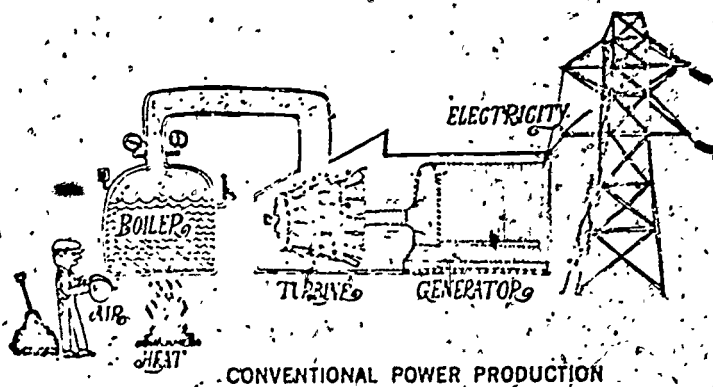 ELECTRICITY
BOILER
AIR
TURBINE
GENERATOR
HEAT
CONVENTIONAL POWER PRODUCTION